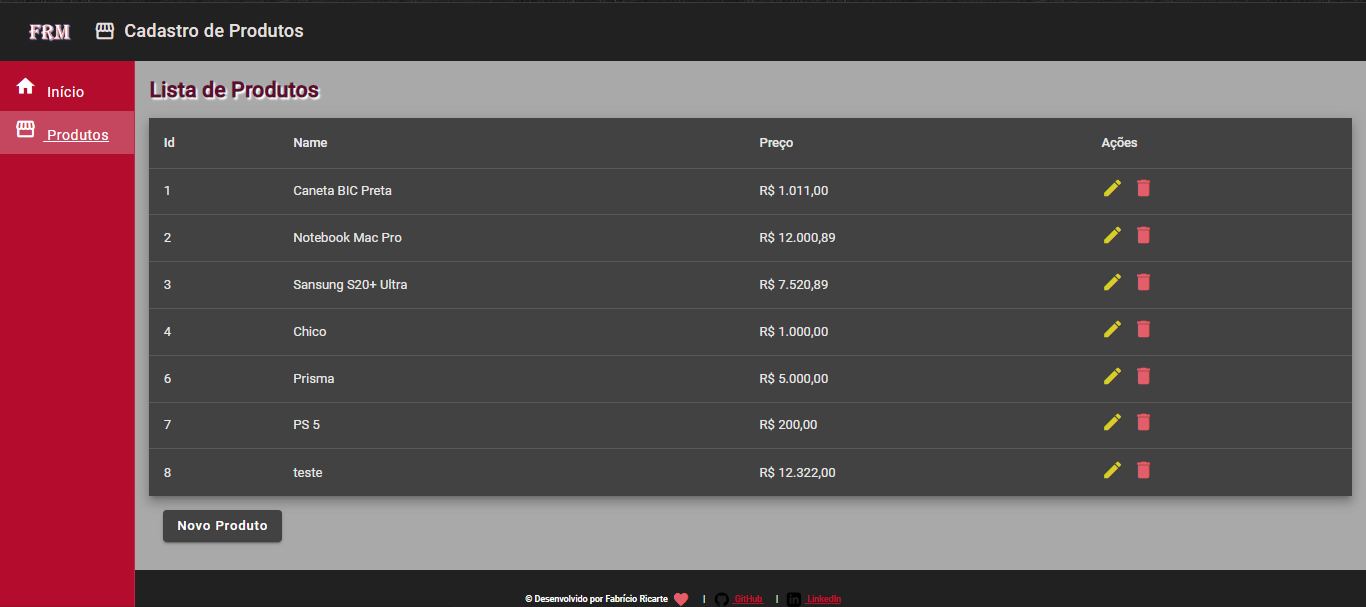 FRM Cadastro de Produtos
Início
Produtos
Lista de Produtos
Id Name Preço Ações
1 Caneta BIC Preta R$ 1.011,00
2 Notebook Mac Pro R$ 12.000,89
3 Sansung S20+ Ultra R$ 7.520,89
4 Chico R$ 1.000,00
6 Prisma R$ 5.000,00
7 PS 5 R$ 200,00
8 teste R$ 12.322,00
Novo Produto
© Desenvolvido por Fabrício Ricarte | GitHub | LinkedIn